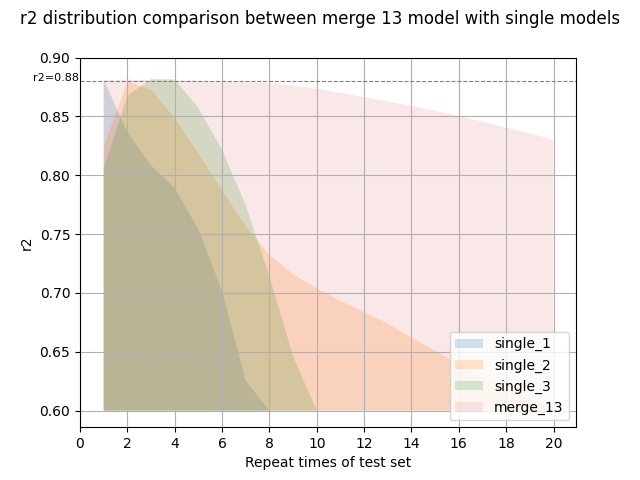 r2 distribution comparison between merge 13 model with single models
0.90
r2=0.88
0.85
0.80
0.75
r2
0.70
0.65
0.60
single_1
single_2
single_3
merge_13
0 2 4 6 8 10 12 14 16 18 20
Repeat times of test set